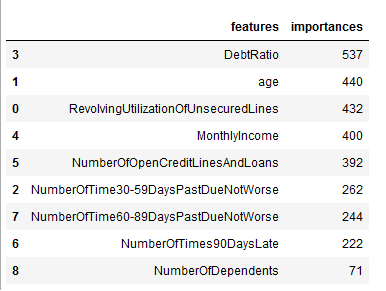 features importances
3 DebtRatio 537
1 age 440
0 RevolvingUtilizationOfUnsecuredLines 432
4 MonthlyIncome 400
5 NumberOfOpenCreditLinesAndLoans 392
2 NumberOfTime30-59DaysPastDueNotWorse 262
7 NumberOfTime60-89DaysPastDueNotWorse 244
6 NumberOfTimes90DaysLate 222
8 NumberOfDependents 71